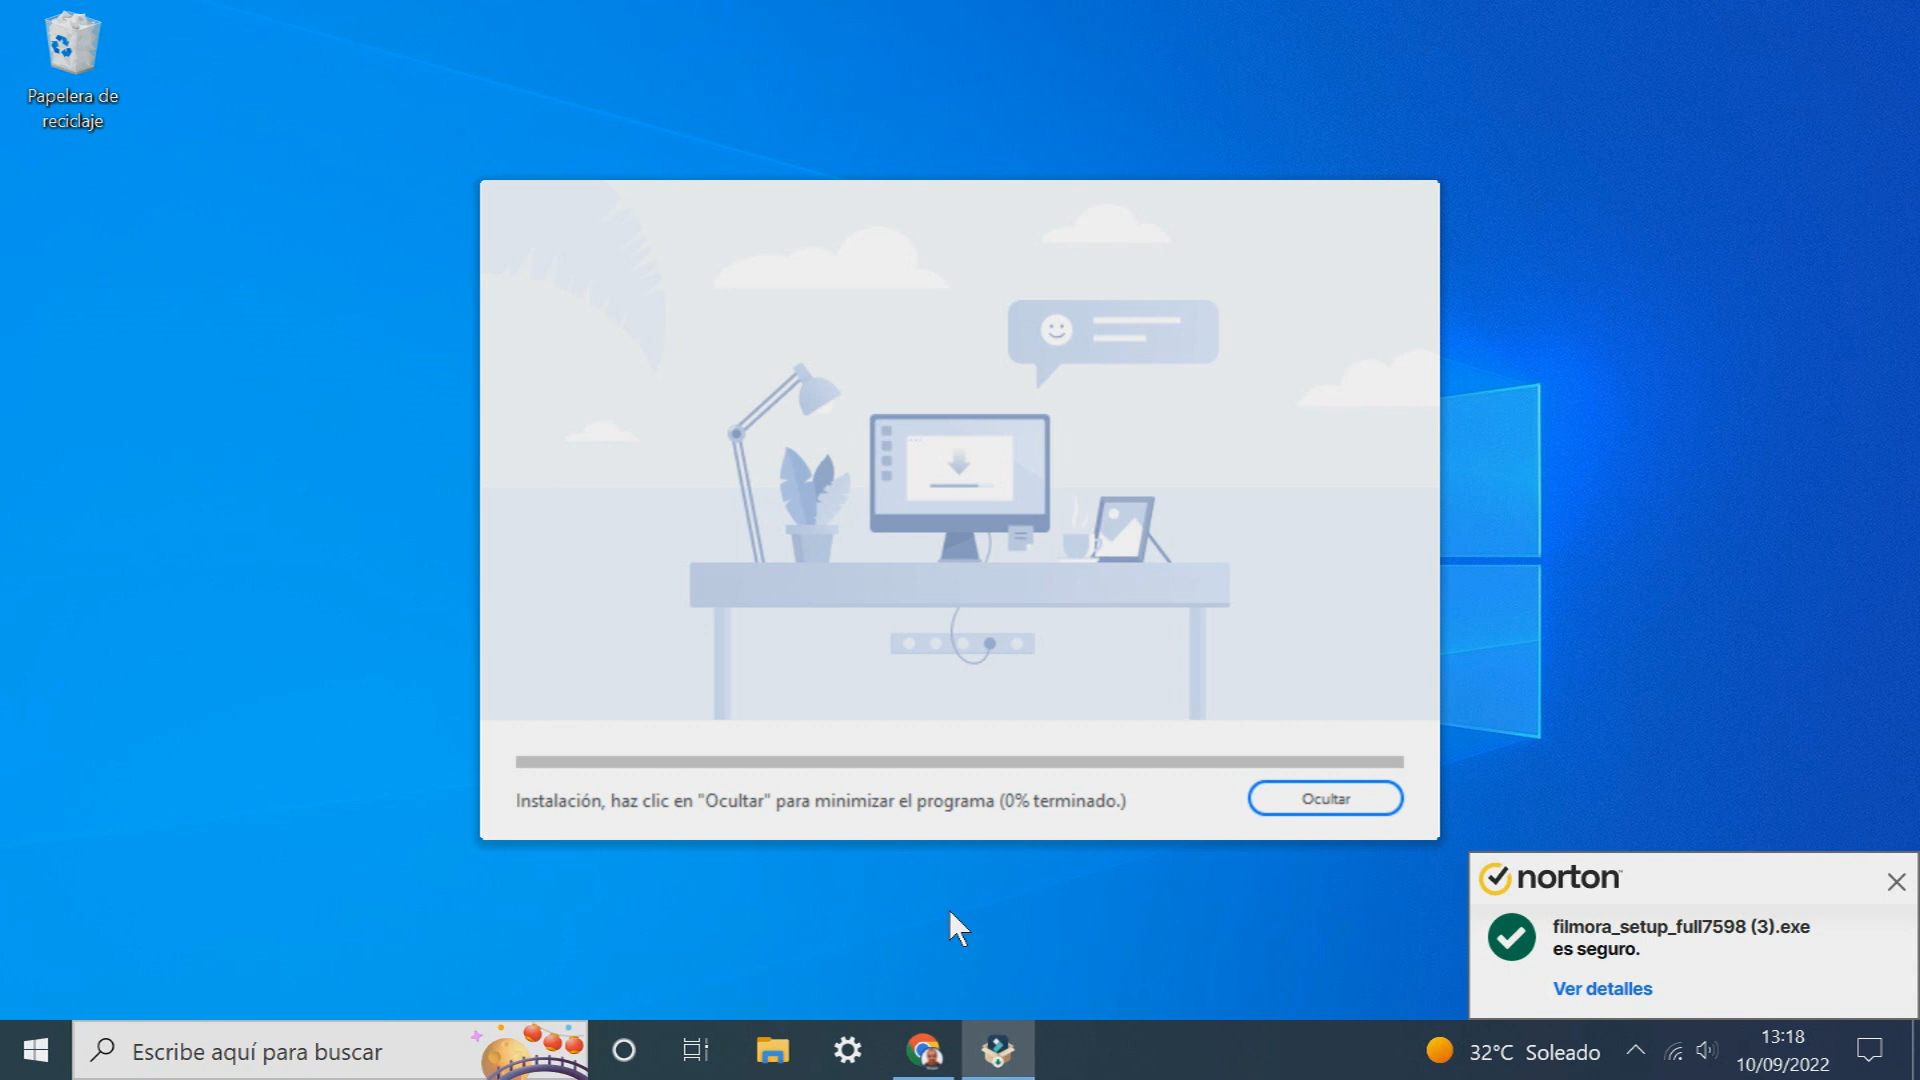 Papelera de
reciclaje
Instalación, haz clic en "Ocultar" para minimizar el programa (0% terminado.)
Ocultar
norton
filmora_setup_full7598 (3).exe
es seguro.
Ver detalles
Escribe aquí para buscar
32°C Soleado
13:18
10/09/2022